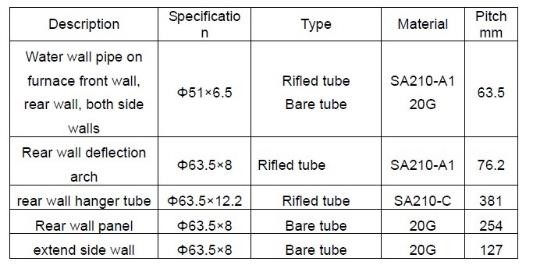 Description Specificatio Type Material Pitch
n mm
Water wall pipe on
furnace front wall, Rifled tube SA210-A1
Φ51×6.5 63.5
rear wall, both side Bare tube 20G
walls
Rear wall deflection
Φ63.5×8 Rifled tube SA210-A1 76.2
arch
rear wall hanger tube Φ63.5×12.2 Rifled tube SA210-C 381
Rear wall panel Φ63.5×8 Bare tube 20G 254
extend side wall Φ63.5×8 Bare tube 20G 127